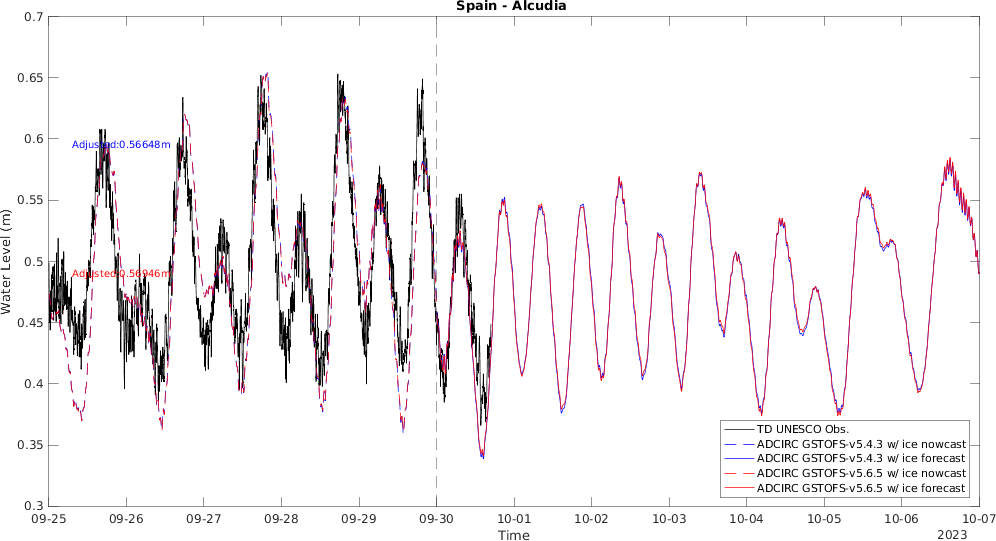 Spain - Alcudia
0.7
0.65
0.6
0.55
0.5
0.45
0.4
0.35
0.3
Water Level (m)
Adjusted:0.56648m
Adjusted:0.56946m
TD UNESCO Obs.
ADCIRC GSTOFS-v5.4.3 w/ ice nowcast
ADCIRC GSTOFS-v5.4.3 w/ ice forecast
ADCIRC GSTOFS-v5.6.5 w/ ice nowcast
ADCIRC GSTOFS-v5.6.5 w/ ice forecast
09-25 09-26 09-27 09-28 09-29 09-30 10-01 10-02 10-03 10-04 10-05 10-06 10-07
Time
2023